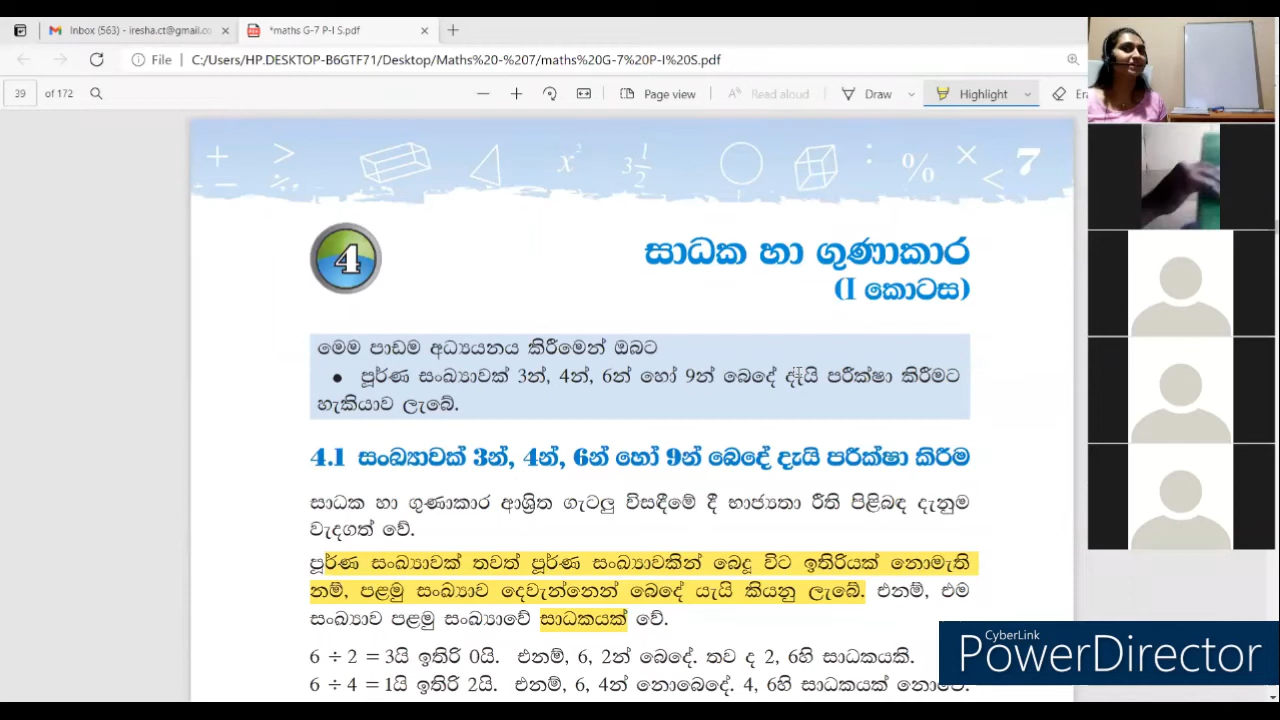 Inbox (563) - iresha.ct@gmail.co
*maths G-7 P-I S.pdf
File C:/Users/HP.DESKTOP-B6GTF71/Desktop/Maths%20-%207/maths%20G-7%20P-I%20S.pdf
39 of 172 Page view Read aloud Draw Highlight Era
+ > x² 3 1/2 : % × 7
− ÷ <
4
සාධක හා ගුණාකාර
(I කොටස)
මෙම පාඩම අධ්‍යයනය කිරීමෙන් ඔබට
● පූර්ණ සංඛ්‍යාවක් 3න්, 4න්, 6න් හෝ 9න් බෙදේ දැයි පරීක්ෂා කිරීමට
හැකියාව ලැබේ.
4.1 සංඛ්‍යාවක් 3න්, 4න්, 6න් හෝ 9න් බෙදේ දැයි පරීක්ෂා කිරීම
සාධක හා ගුණාකාර ආශ්‍රිත ගැටලු විසඳීමේ දී භාජ්‍යතා රීති පිළිබඳ දැනුම
වැදගත් වේ.
පූර්ණ සංඛ්‍යාවක් තවත් පූර්ණ සංඛ්‍යාවකින් බෙදූ විට ඉතිරියක් නොමැති
නම්, පළමු සංඛ්‍යාව දෙවැන්නෙන් බෙදේ යැයි කියනු ලැබේ. එනම්, එම
සංඛ්‍යාව පළමු සංඛ්‍යාවේ සාධකයක් වේ.
6 ÷ 2 = 3යි ඉතිරි 0යි. එනම්, 6, 2න් බෙදේ. තව ද 2, 6හි සාධකයකි.
6 ÷ 4 = 1යි ඉතිරි 2යි. එනම්, 6, 4න් නොබෙදේ. 4, 6හි සාධකයක් නොවේ.
CyberLink
PowerDirector